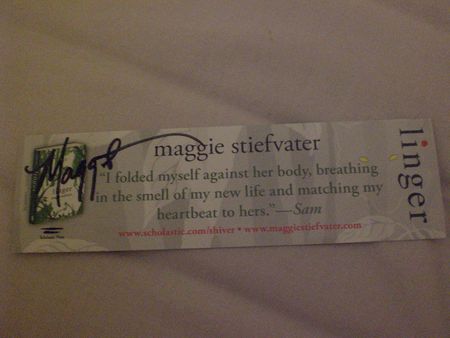 maggie stiefvater
"I folded myself against her body, breathing
in the smell of my new life and matching my
heartbeat to hers."—Sam
www.scholastic.com/shiver • www.maggiestiefvater.com
linger
Maggie
linger